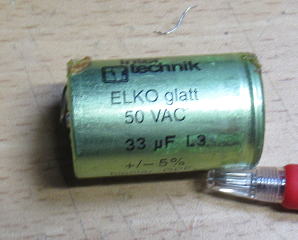 technik
ELKO glatt
50 VAC
33 µF L3
+/- 5%